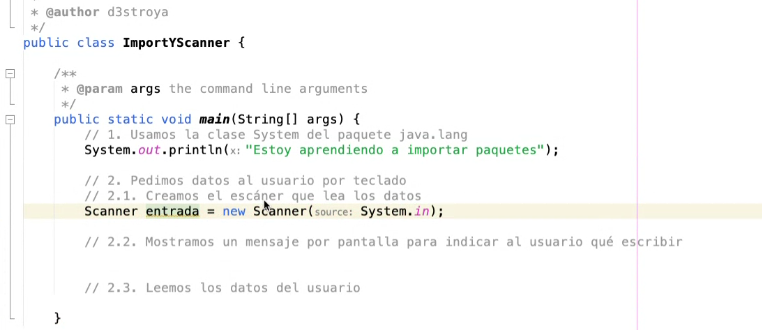 * @author d3stroya
*/
public class ImportYScanner {
/**
* @param args the command line arguments
*/
public static void main(String[] args) {
// 1. Usamos la clase System del paquete java.lang
System.out.println(x: "Estoy aprendiendo a importar paquetes");
// 2. Pedimos datos al usuario por teclado
// 2.1. Creamos el escáner que lea los datos
Scanner entrada = new Scanner(source: System.in);
// 2.2. Mostramos un mensaje por pantalla para indicar al usuario qué escribir
// 2.3. Leemos los datos del usuario
}